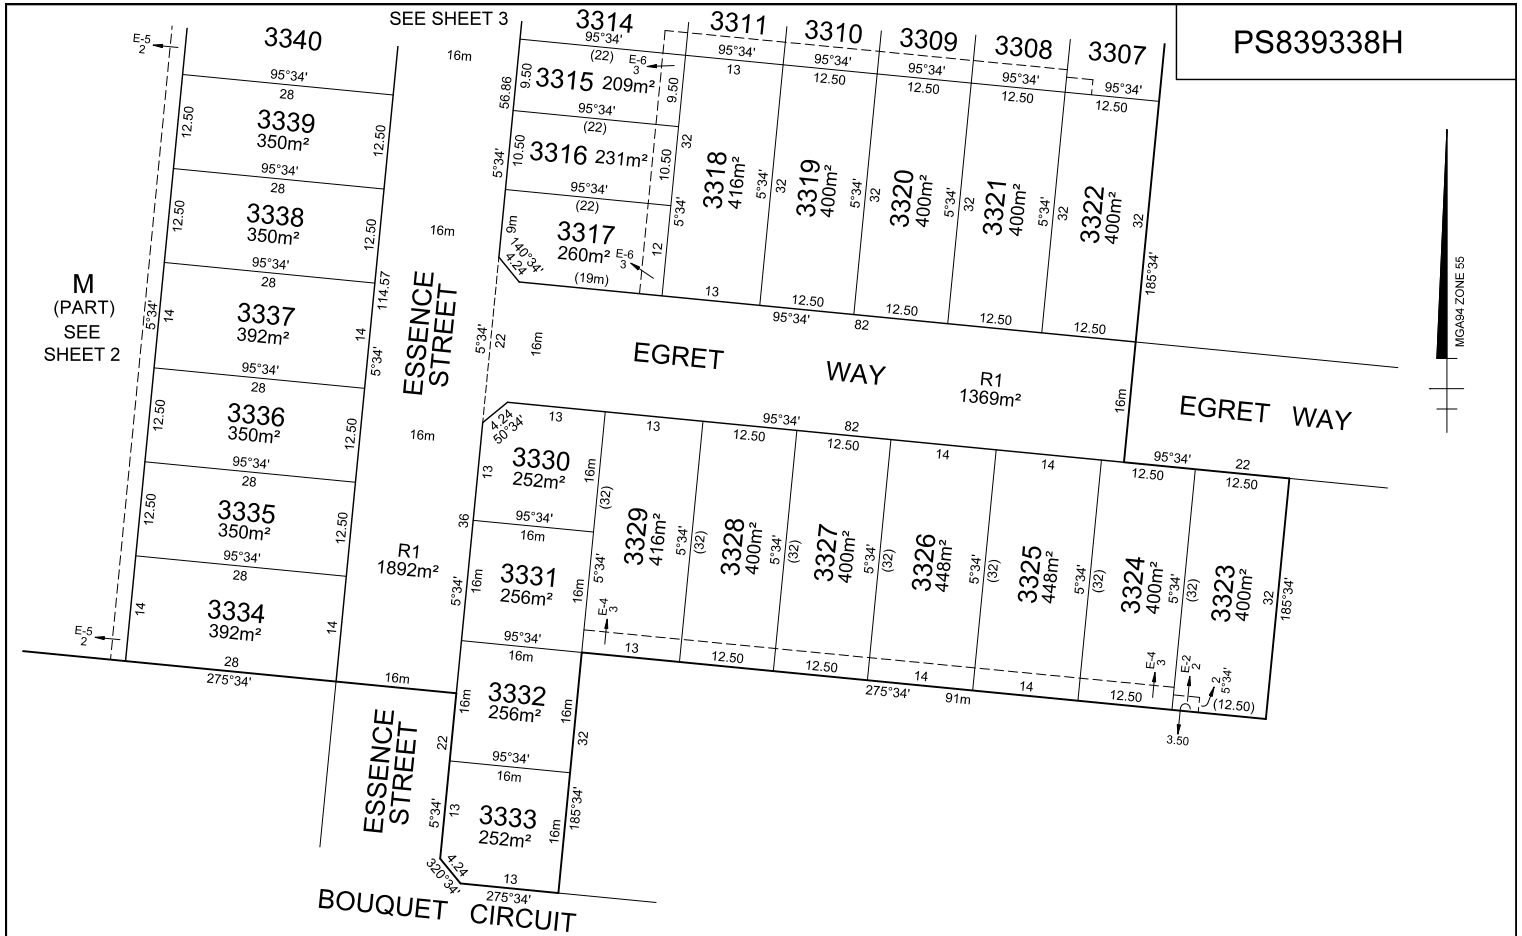 SEE SHEET 3
PS839338H
E-5
2
3340
16m
3314
3311
3310
3309
3308
3307
95°34'
28
12.50
3339
350m²
12.50
95°34'
28
12.50
3338
350m²
12.50
95°34'
28
5°34'
14
3337
392m²
14
114.57
5°34'
95°34'
28
12.50
3336
350m²
12.50
95°34'
28
12.50
3335
350m²
12.50
95°34'
28
14
3334
392m²
14
E-5
2
28
275°34'
M
(PART)
SEE
SHEET 2
16m
ESSENCE
STREET
16m
R1
1892m²
16m
56.86
5°34'
95°34'
(22)
E-6
3
9.50
3315 209m²
9.50
95°34'
(22)
10.50
3316 231m²
10.50
95°34'
(22)
9m
3317
260m²
E-6
3
12
140°34'
4.24
(19m)
95°34'
13
32
5°34'
3318
416m²
13
95°34'
12.50
5°34'
32
3319
400m²
12.50
95°34'
12.50
5°34'
32
3320
400m²
12.50
95°34'
12.50
5°34'
32
3321
400m²
12.50
95°34'
12.50
5°34'
32
3322
400m²
32
12.50
185°34'
95°34'
82
5°34'
22
16m
EGRET WAY
R1
1369m²
16m
EGRET WAY
MGA94 ZONE 55
95°34'
82
95°34'
22
4.24
50°34'
13
13
3330
252m²
16m
36
95°34'
16m
5°34'
16m
3331
256m²
16m
95°34'
16m
16m
3332
256m²
16m
32
22
95°34'
16m
5°34'
13
3333
252m²
16m
185°34'
4.24
320°34'
13
275°34'
ESSENCE
STREET
BOUQUET CIRCUIT
13
(32)
5°34'
3329
416m²
E-4
3
13
12.50
5°34'
(32)
3328
400m²
12.50
12.50
5°34'
(32)
3327
400m²
12.50
14
5°34'
(32)
3326
448m²
14
14
5°34'
(32)
3325
448m²
14
12.50
5°34'
(32)
3324
400m²
E-4
3
12.50
12.50
5°34'
(32)
3323
400m²
32
185°34'
E-2
2
2
5°34'
(12.50)
3.50
275°34'
91m